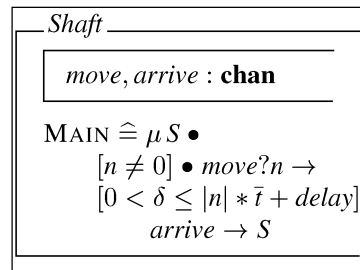 Shaft
move, arrive : chan
MAIN ≙ μ S •
[n ≠ 0] • move?n →
[0 < δ ≤ |n| ∗ t̄ + delay]
arrive → S